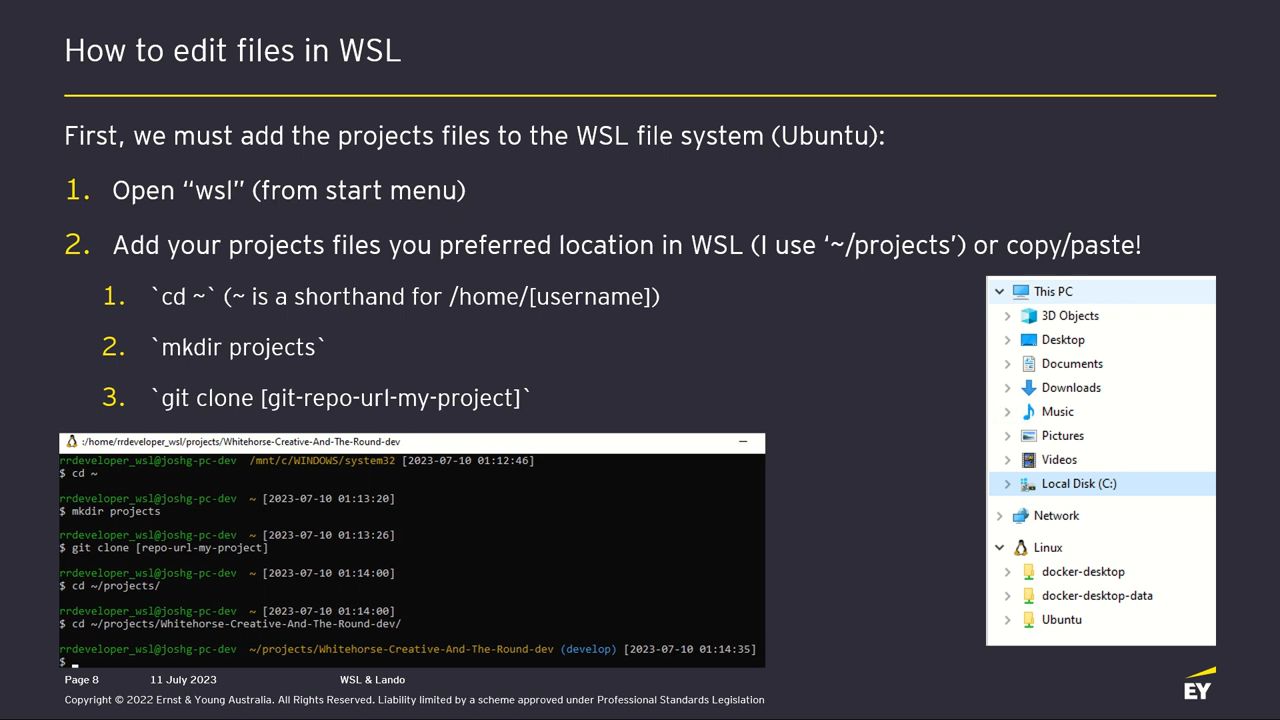 How to edit files in WSL
First, we must add the projects files to the WSL file system (Ubuntu):
1. Open “wsl” (from start menu)
2. Add your projects files you preferred location in WSL (I use ‘~/projects’) or copy/paste!
1. `cd ~` (~ is a shorthand for /home/[username])
2. `mkdir projects`
3. `git clone [git-repo-url-my-project]`
:/home/rrdeveloper_wsl/projects/Whitehorse-Creative-And-The-Round-dev
rrdeveloper_wsl@joshg-pc-dev /mnt/c/WINDOWS/system32 [2023-07-10 01:12:46]
$ cd ~
rrdeveloper_wsl@joshg-pc-dev ~ [2023-07-10 01:13:20]
$ mkdir projects
rrdeveloper_wsl@joshg-pc-dev ~ [2023-07-10 01:13:26]
$ git clone [repo-url-my-project]
rrdeveloper_wsl@joshg-pc-dev ~ [2023-07-10 01:14:00]
$ cd ~/projects/
rrdeveloper_wsl@joshg-pc-dev ~ [2023-07-10 01:14:00]
$ cd ~/projects/Whitehorse-Creative-And-The-Round-dev/
rrdeveloper_wsl@joshg-pc-dev ~/projects/Whitehorse-Creative-And-The-Round-dev (develop) [2023-07-10 01:14:35]
$
This PC
3D Objects
Desktop
Documents
Downloads
Music
Pictures
Videos
Local Disk (C:)
Network
Linux
docker-desktop
docker-desktop-data
Ubuntu
Page 8 11 July 2023 WSL & Lando
Copyright © 2022 Ernst & Young Australia. All Rights Reserved. Liability limited by a scheme approved under Professional Standards Legislation
EY